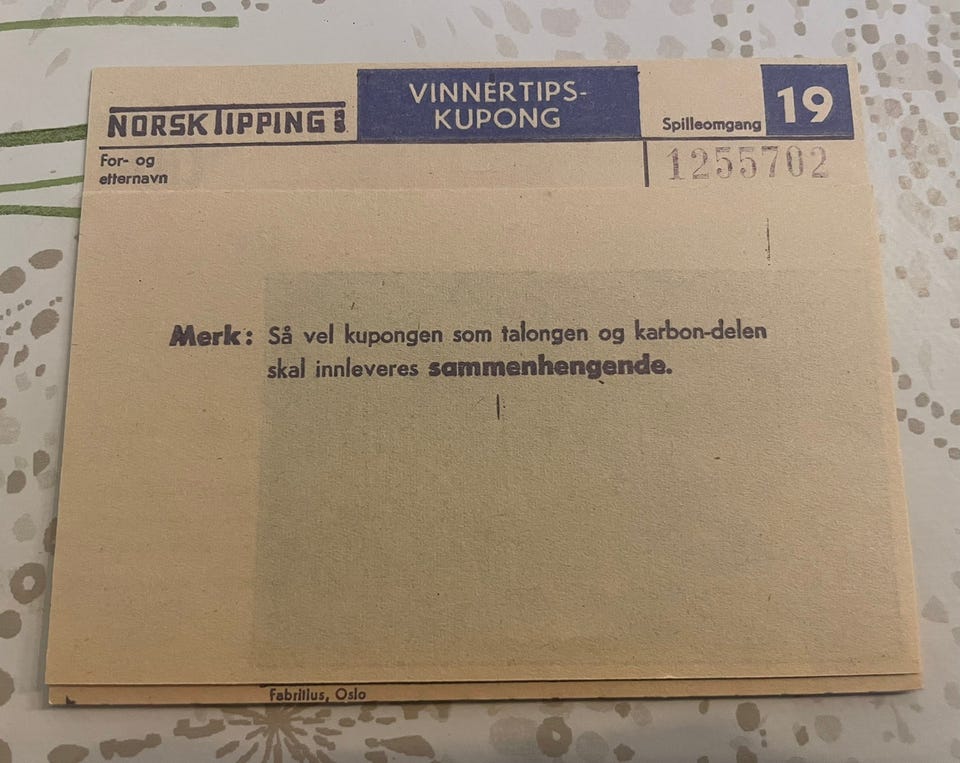 NORSK TIPPING A/S
VINNERTIPS-
KUPONG
Spilleomgang 19
For- og
etternavn
1255702
Merk: Så vel kupongen som talongen og karbon-delen
skal innleveres sammenhengende.
Fabritius, Oslo